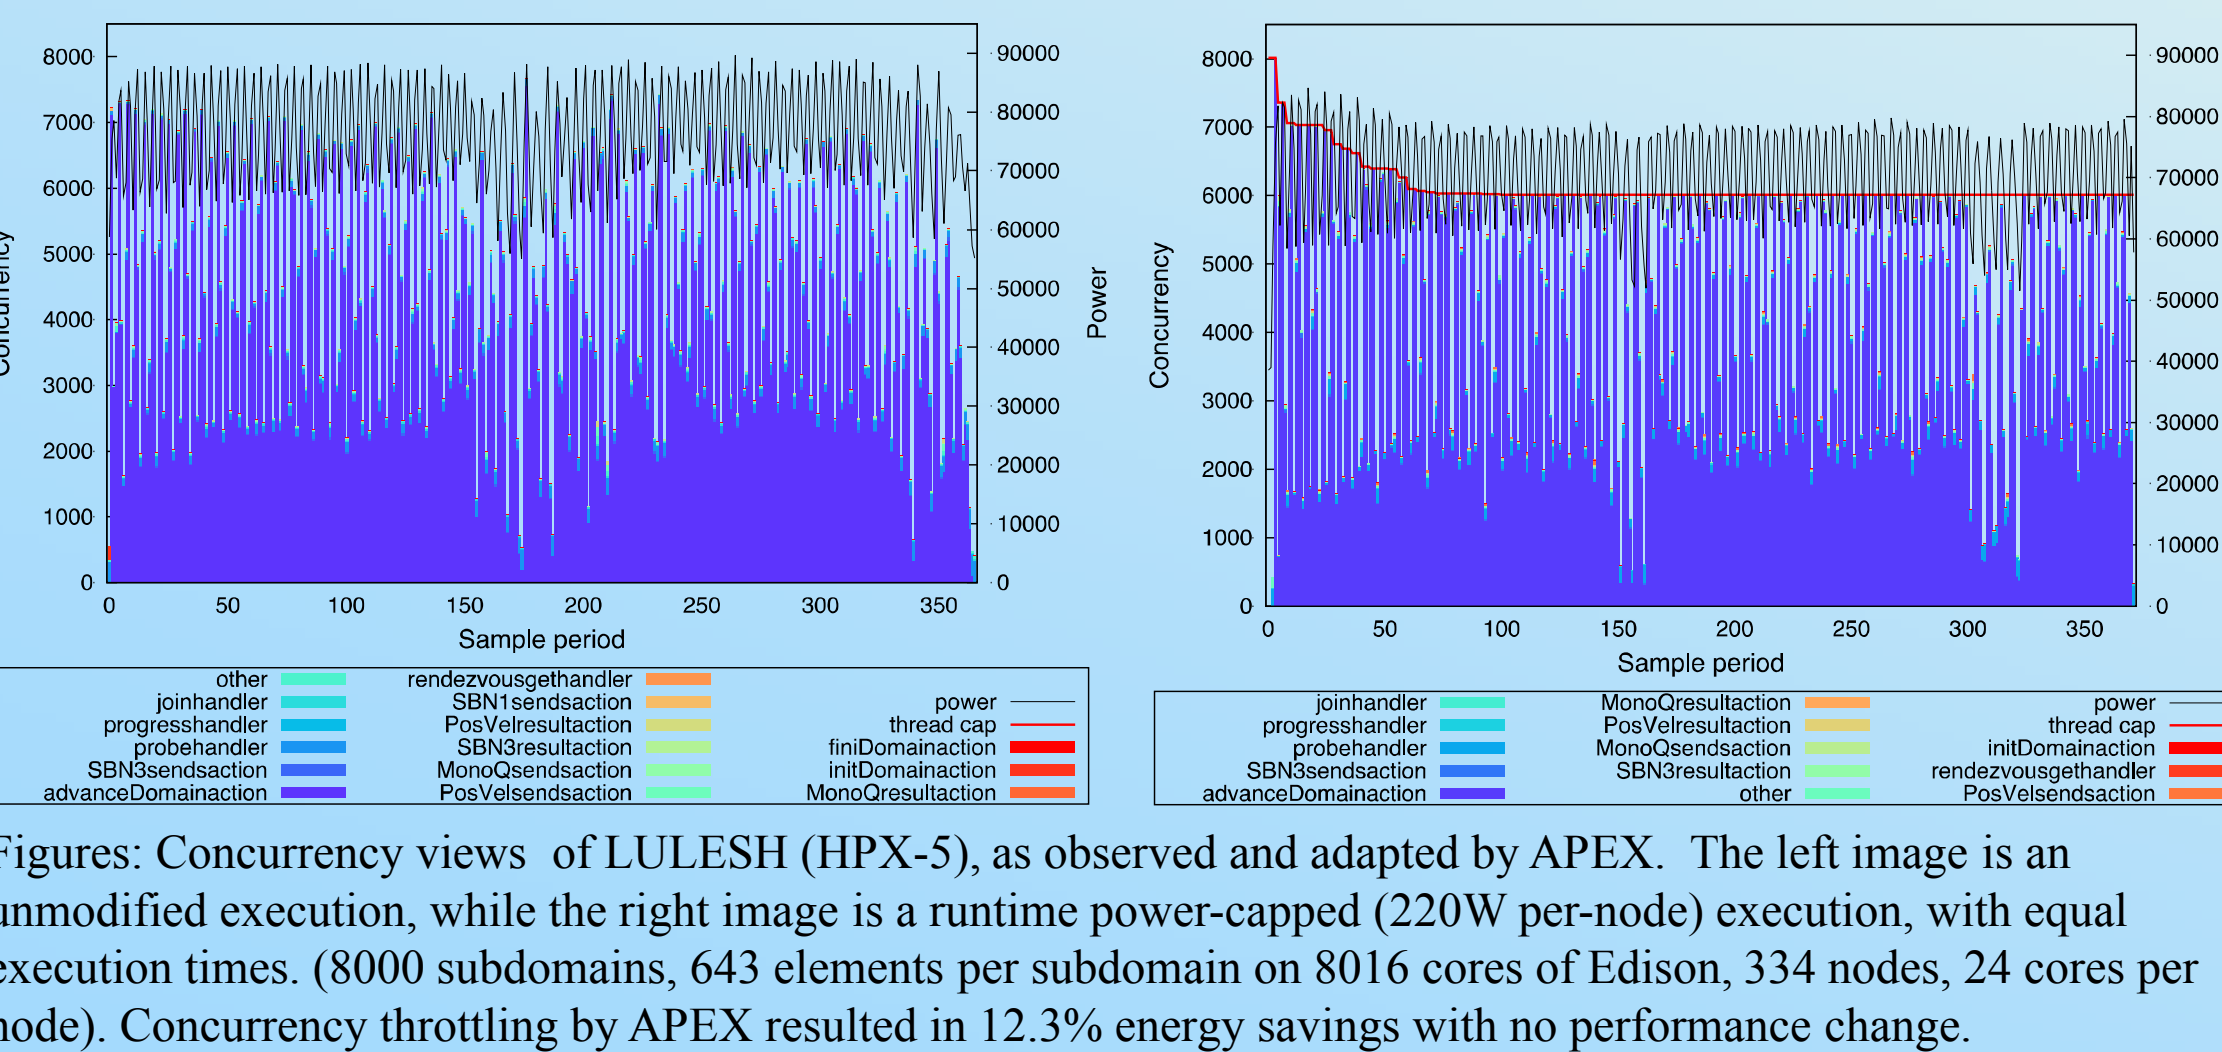 8000
7000
6000
5000
4000
3000
2000
1000
0
90000
80000
70000
60000
50000
40000
30000
20000
10000
0
0 50 100 150 200 250 300 350
Sample period
Power
other
joinhandler
progresshandler
probehandler
SBN3sendsaction
advanceDomainaction
rendezvousgethandler
SBN1sendsaction
PosVelresultaction
SBN3resultaction
MonoQsendsaction
PosVelsendsaction
power
thread cap
finiDomainaction
initDomainaction
MonoQresultaction
Concurrency
8000
7000
6000
5000
4000
3000
2000
1000
0
90000
80000
70000
60000
50000
40000
30000
20000
10000
0
0 50 100 150 200 250 300 350
Sample period
joinhandler
progresshandler
probehandler
SBN3sendsaction
advanceDomainaction
MonoQresultaction
PosVelresultaction
MonoQsendsaction
SBN3resultaction
other
power
thread cap
initDomainaction
rendezvousgethandler
PosVelsendsaction
Figures: Concurrency views of LULESH (HPX-5), as observed and adapted by APEX. The left image is an
unmodified execution, while the right image is a runtime power-capped (220W per-node) execution, with equal
execution times. (8000 subdomains, 643 elements per subdomain on 8016 cores of Edison, 334 nodes, 24 cores per
node). Concurrency throttling by APEX resulted in 12.3% energy savings with no performance change.